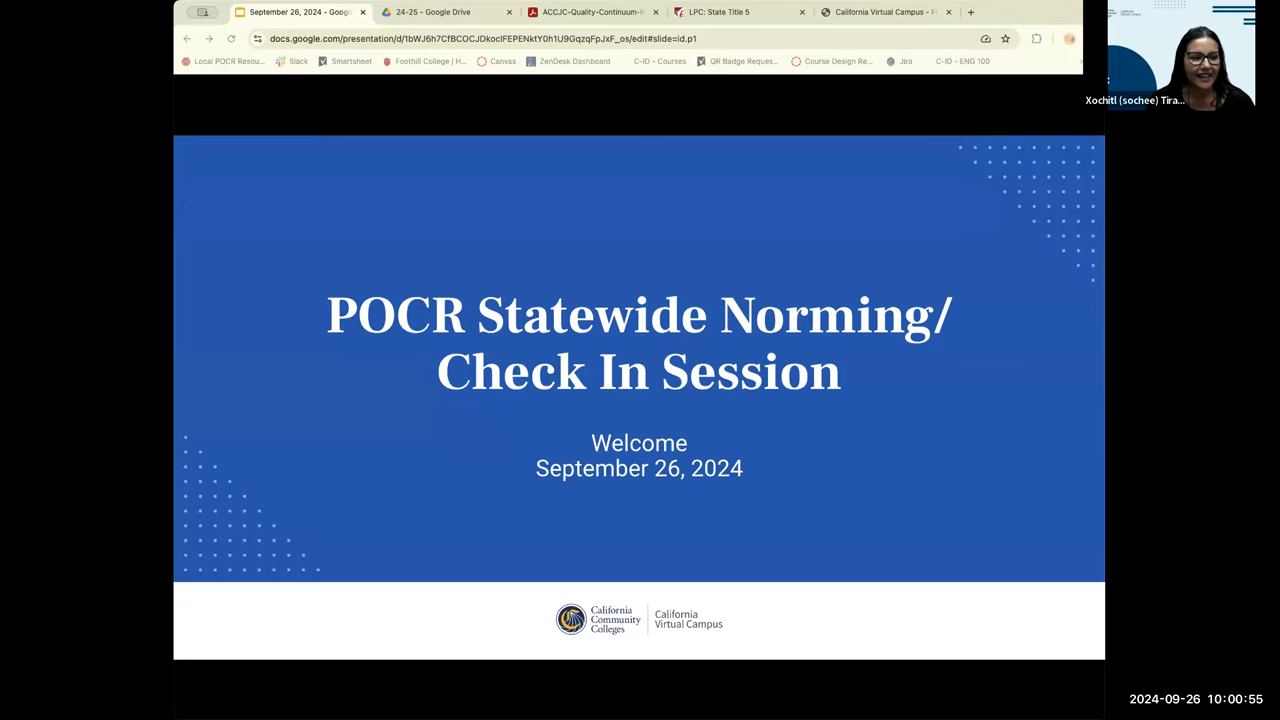 September 26, 2024 - Googl
24-25 - Google Drive
ACCJC-Quality-Continuum-R
LPC: State Title 5
California Virtual Campus - Fi
docs.google.com/presentation/d/1bWJ6h7CfBCOCJDkoclFEPENktY0h1U9GqzqFpJxF_os/edit#slide=id.p1
Local POCR Resou...
Slack
Smartsheet
Foothill College | H...
Canvas
ZenDesk Dashboard
C-ID - Courses
QR Badge Reques...
Course Design Re...
Jira
C-ID - ENG 100
Xochitl (sochee) Tira...
POCR Statewide Norming/
Check In Session
Welcome
September 26, 2024
California
Community
Colleges
California
Virtual Campus
2024-09-26 10:00:55